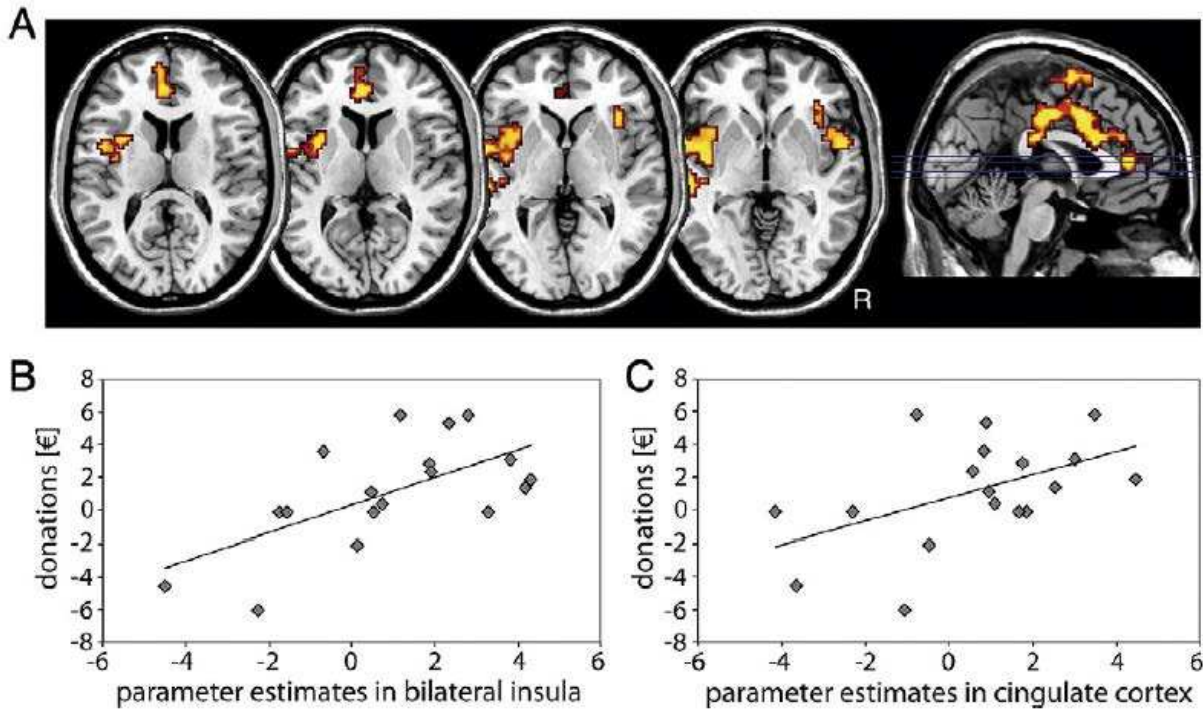 A
R
B
C
8
6
4
2
0
-2
-4
-6
-8
donations [€]
-6 -4 -2 0 2 4 6
parameter estimates in bilateral insula
8
6
4
2
0
-2
-4
-6
-8
donations [€]
-6 -4 -2 0 2 4 6
parameter estimates in cingulate cortex